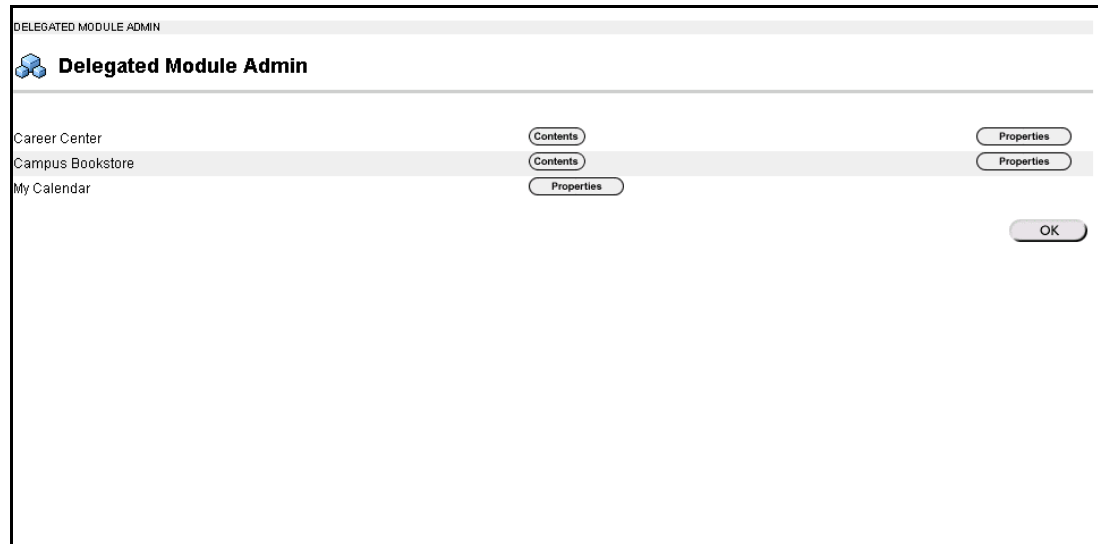 DELEGATED MODULE ADMIN
Delegated Module Admin
Career Center Contents Properties
Campus Bookstore Contents Properties
My Calendar Properties
OK